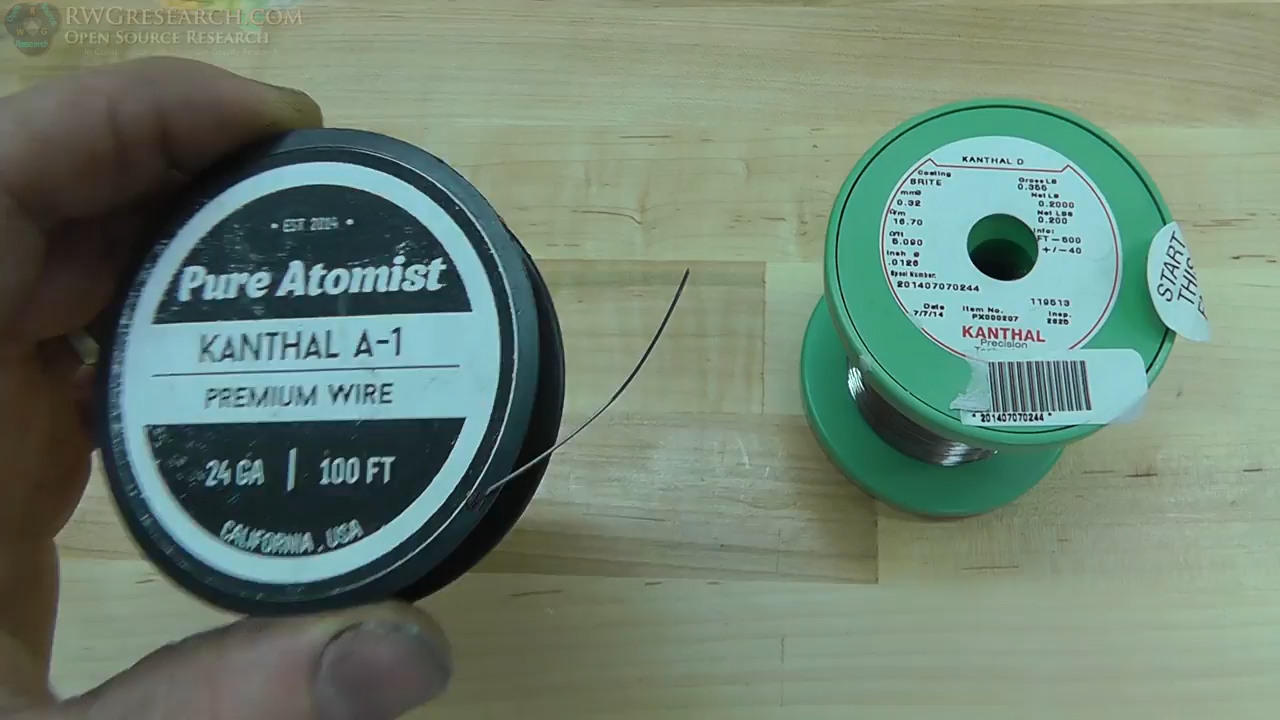 RWGRESEARCH.COM
OPEN SOURCE RESEARCH
Research
EST 2014
Pure Atomist
KANTHAL A-1
PREMIUM WIRE
24 GA | 100 FT
CALIFORNIA, USA
KANTHAL D
Coating
BRITE
Gross LB
0.355
mm
0.32
Net LB
0.2000
16.70
Net LBS
0.200
5.090
Info:
FT-500
+/-40
Inch
.0126
Spool Number:
201407070244
119513
Date
7/7/14
Item No.
PX000207
Insp.
2825
KANTHAL
Precision
* 201407070244 *
START